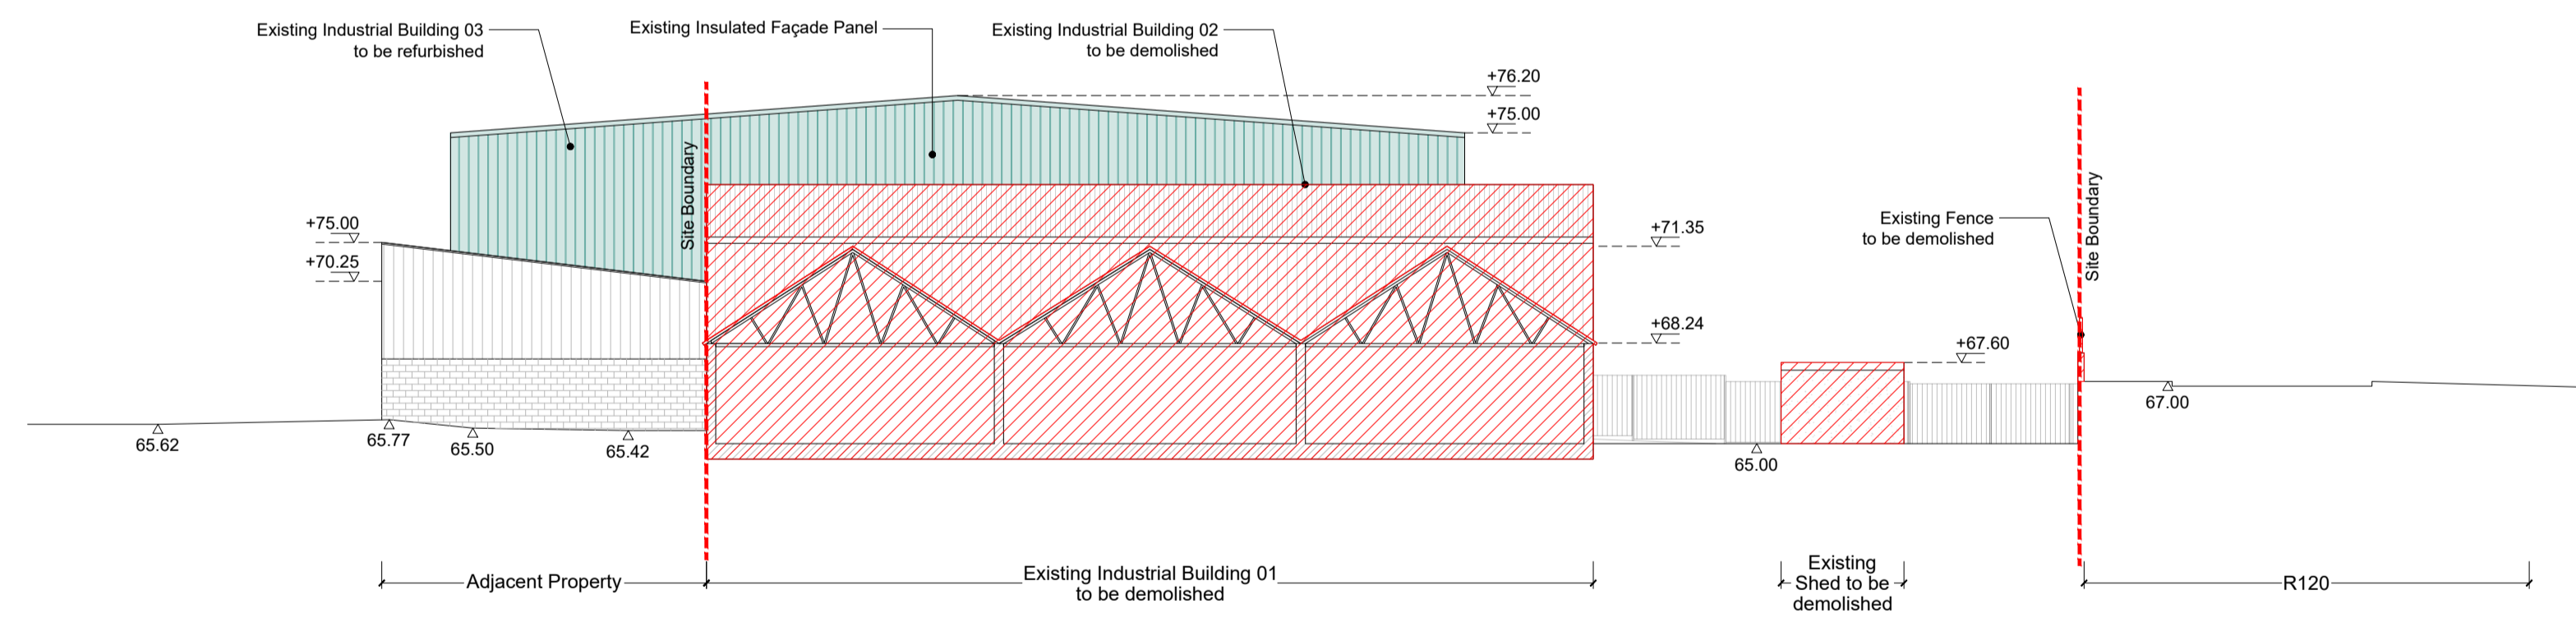 Existing Industrial Building 03
to be refurbished
Existing Insulated Façade Panel
Existing Industrial Building 02
to be demolished
+76.20
+75.00
Site Boundary
+75.00
+70.25
+71.35
+68.24
Existing Fence
to be demolished
Site Boundary
+67.60
65.62
65.77
65.50
65.42
65.00
67.00
Adjacent Property
Existing Industrial Building 01
to be demolished
Existing
Shed to be
demolished
R120